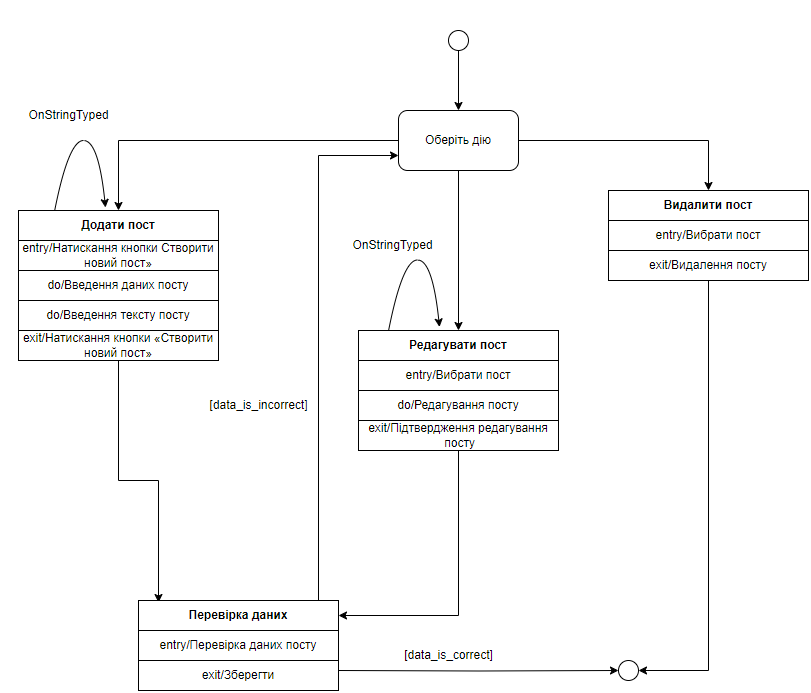 OnStringTyped
Оберіть дію
Додати пост
entry/Натискання кнопки Створити
новий пост»
do/Введення даних посту
do/Введення тексту посту
exit/Натискання кнопки «Створити
новий пост»
OnStringTyped
Редагувати пост
entry/Вибрати пост
do/Редагування посту
exit/Підтвердження редагування
посту
Видалити пост
entry/Вибрати пост
exit/Видалення посту
[data_is_incorrect]
Перевірка даних
entry/Перевірка даних посту
exit/Зберегти
[data_is_correct]